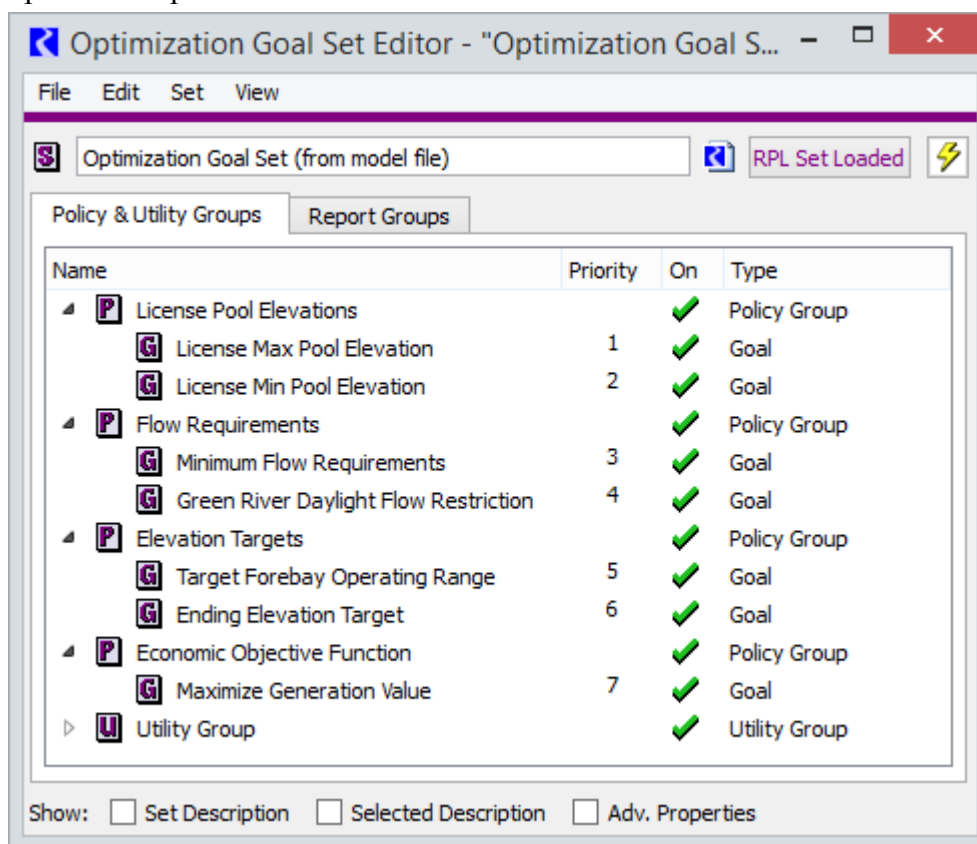 Optimization Goal Set Editor - "Optimization Goal S...
File Edit Set View
S Optimization Goal Set (from model file) RPL Set Loaded
Policy & Utility Groups Report Groups
Name Priority On Type
P License Pool Elevations Policy Group
G License Max Pool Elevation 1 Goal
G License Min Pool Elevation 2 Goal
P Flow Requirements Policy Group
G Minimum Flow Requirements 3 Goal
G Green River Daylight Flow Restriction 4 Goal
P Elevation Targets Policy Group
G Target Forebay Operating Range 5 Goal
G Ending Elevation Target 6 Goal
P Economic Objective Function Policy Group
G Maximize Generation Value 7 Goal
U Utility Group Utility Group
Show: Set Description Selected Description Adv. Properties